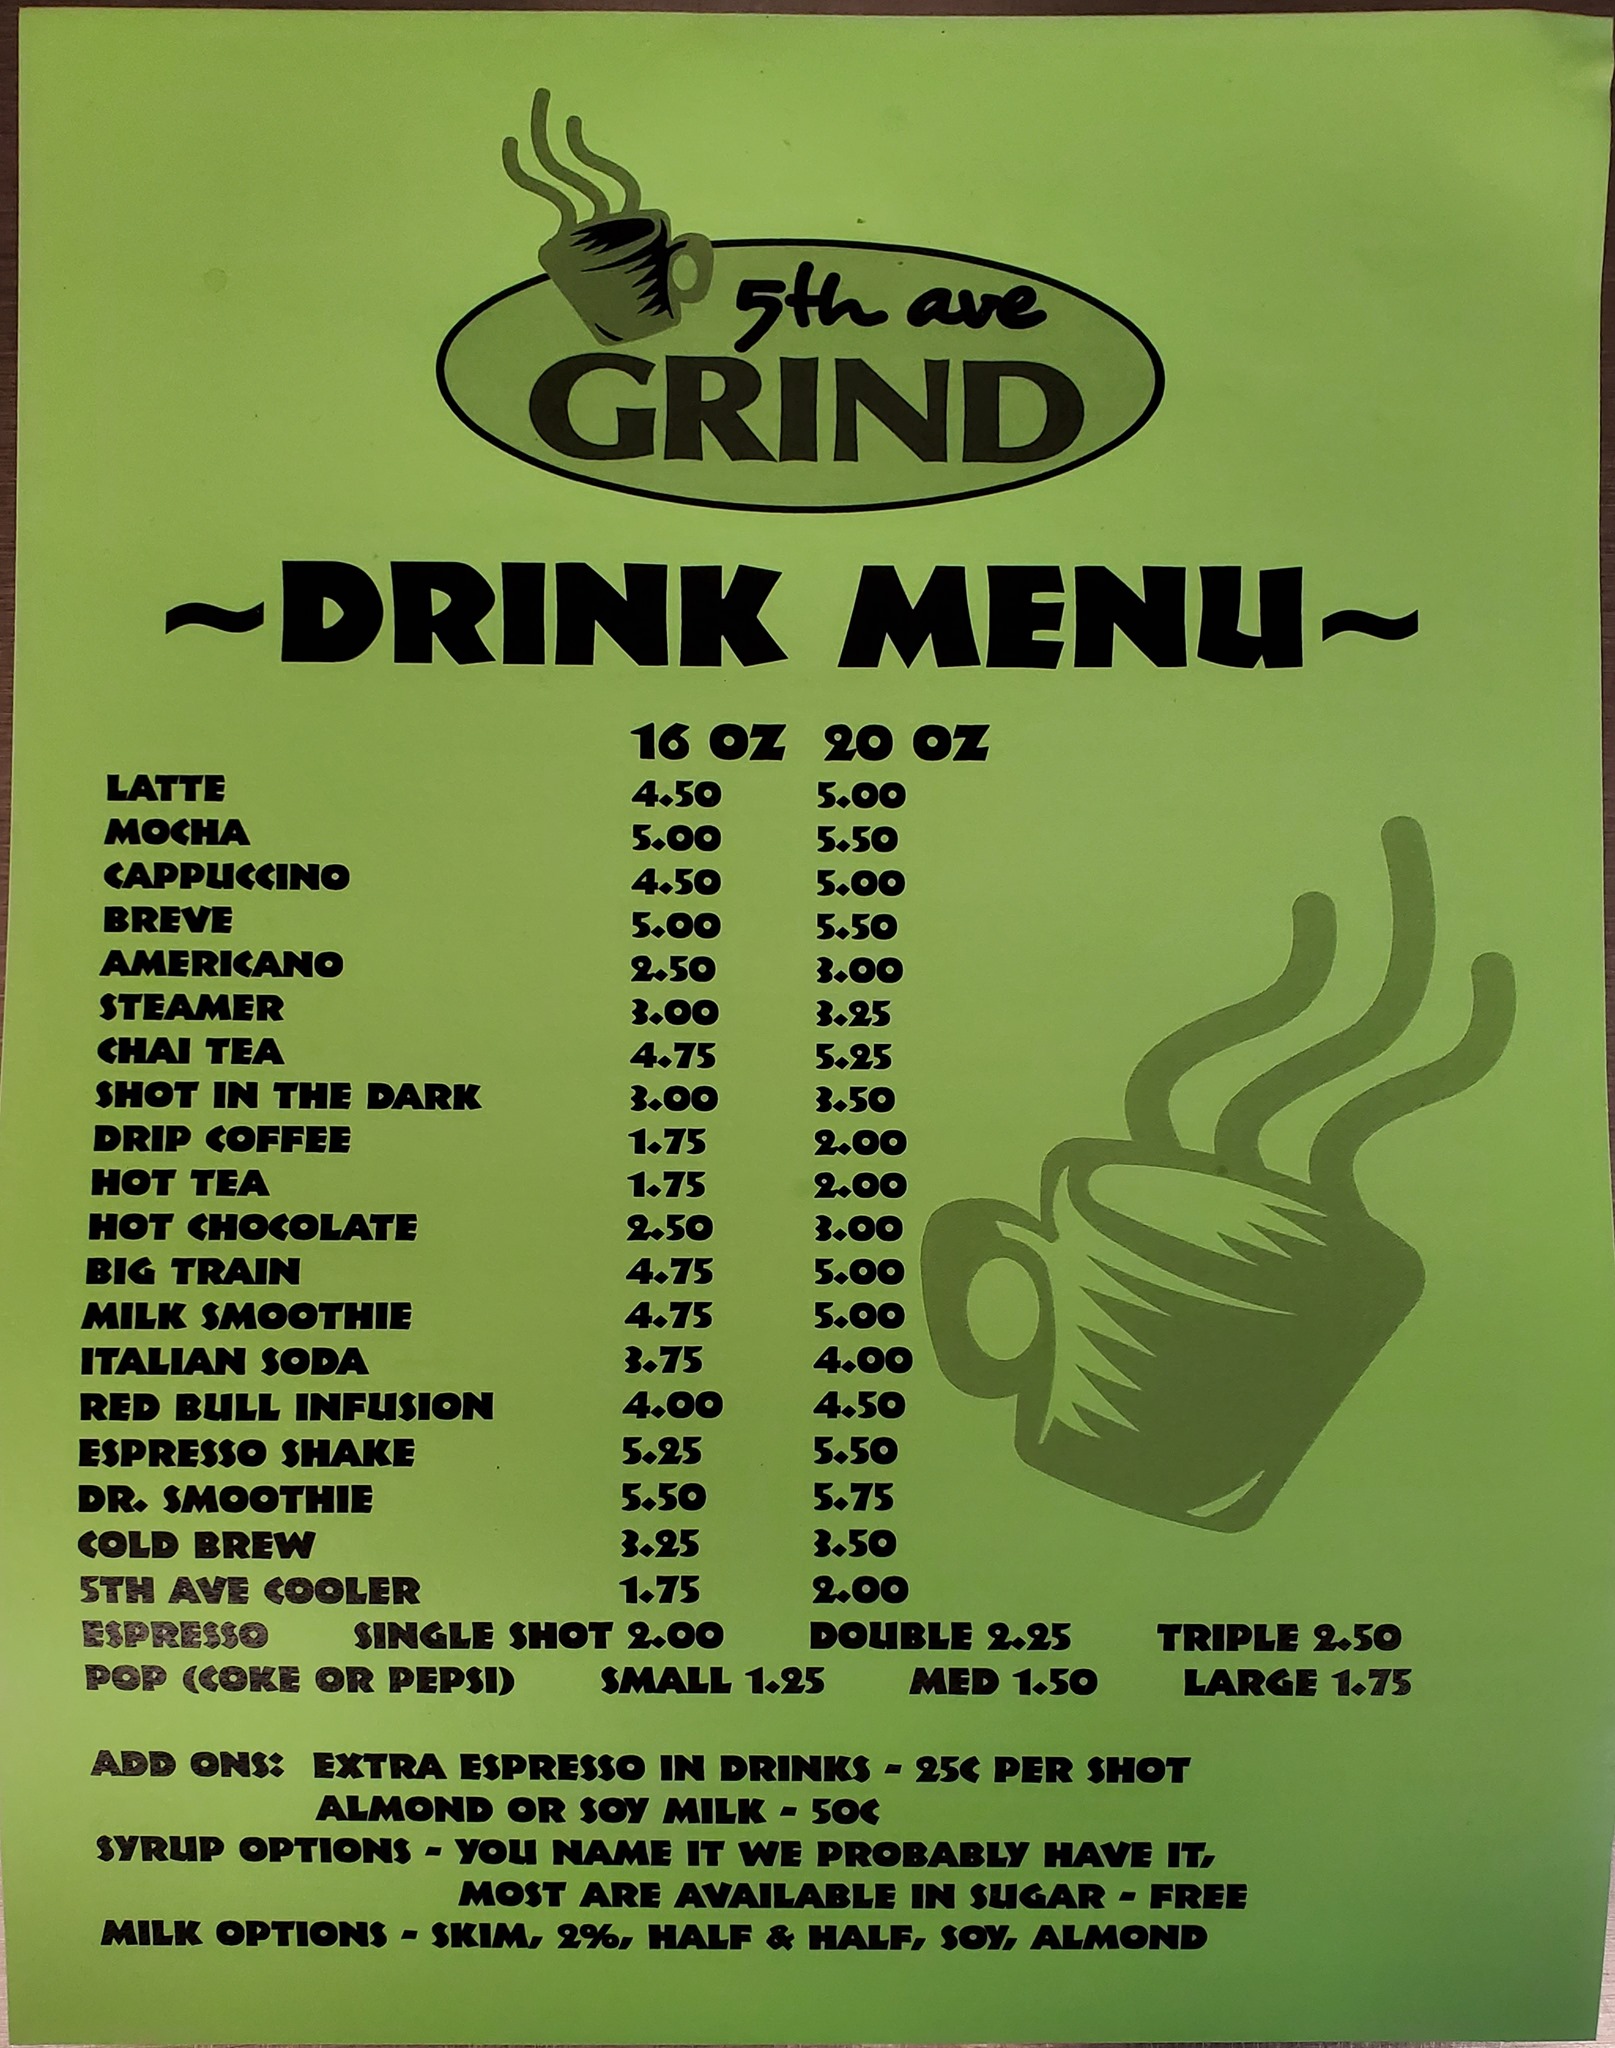 5th ave
GRIND
~DRINK MENU~
16 OZ 20 OZ
LATTE 4.50 5.00
MOCHA 5.00 5.50
CAPPUCCINO 4.50 5.00
BREVE 5.00 5.50
AMERICANO 2.50 3.00
STEAMER 3.00 3.25
CHAI TEA 4.75 5.25
SHOT IN THE DARK 3.00 3.50
DRIP COFFEE 1.75 2.00
HOT TEA 1.75 2.00
HOT CHOCOLATE 2.50 3.00
BIG TRAIN 4.75 5.00
MILK SMOOTHIE 4.75 5.00
ITALIAN SODA 3.75 4.00
RED BULL INFUSION 4.00 4.50
ESPRESSO SHAKE 5.25 5.50
DR. SMOOTHIE 5.50 5.75
COLD BREW 3.25 3.50
5TH AVE COOLER 1.75 2.00
ESPRESSO SINGLE SHOT 2.00 DOUBLE 2.25 TRIPLE 2.50
POP (COKE OR PEPSI) SMALL 1.25 MED 1.50 LARGE 1.75
ADD ONS: EXTRA ESPRESSO IN DRINKS - 25¢ PER SHOT
ALMOND OR SOY MILK - 50¢
SYRUP OPTIONS - YOU NAME IT WE PROBABLY HAVE IT,
MOST ARE AVAILABLE IN SUGAR - FREE
MILK OPTIONS - SKIM, 2%, HALF & HALF, SOY, ALMOND